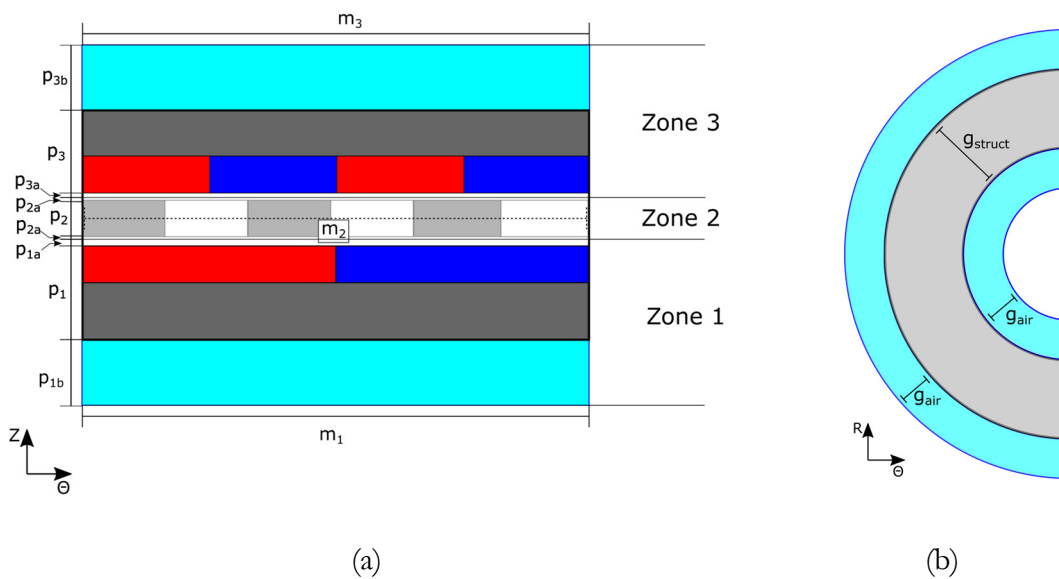 m3
p3b
Zone 3
p3
p3a
p2a
p2
Zone 2
p2a
m2
p1a
p1
Zone 1
p1b
m1
Z
Θ
gstruct
gair
gair
R
Θ
(a)
(b)